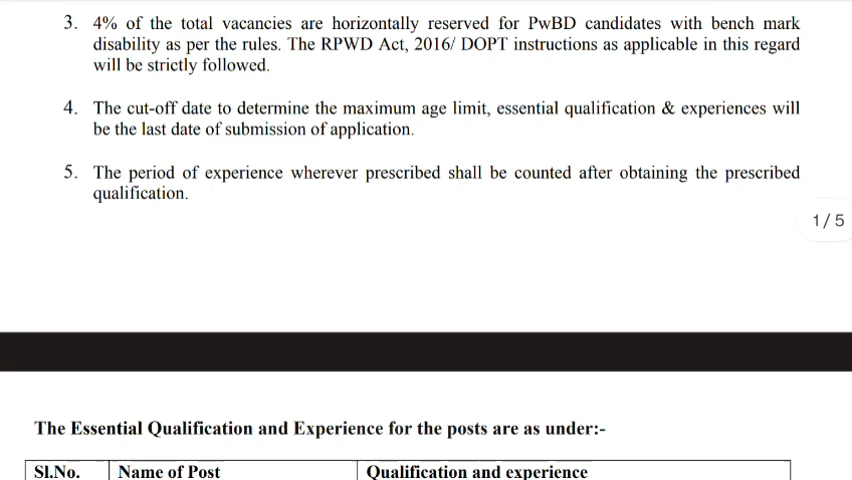 3. 4% of the total vacancies are horizontally reserved for PwBD candidates with bench mark
disability as per the rules. The RPWD Act, 2016/ DOPT instructions as applicable in this regard
will be strictly followed.
4. The cut-off date to determine the maximum age limit, essential qualification & experiences will
be the last date of submission of application.
5. The period of experience wherever prescribed shall be counted after obtaining the prescribed
qualification.
1 / 5
The Essential Qualification and Experience for the posts are as under:-
Sl.No. Name of Post Qualification and experience